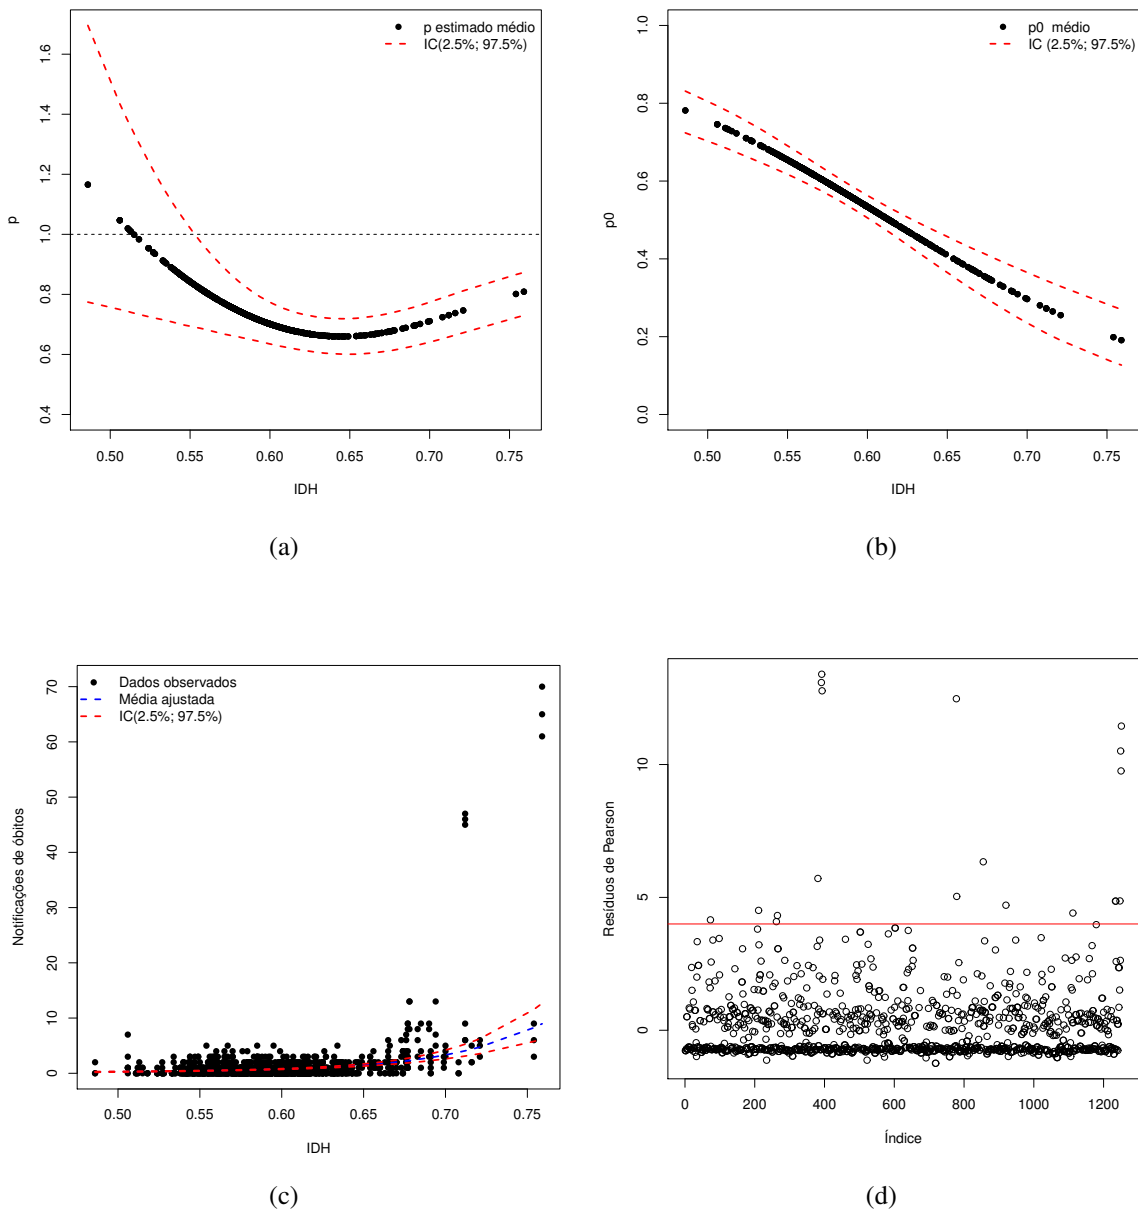 p estimado médio
IC(2.5%; 97.5%)
p
0.4
0.6
0.8
1.0
1.2
1.4
1.6
0.50
0.55
0.60
0.65
0.70
0.75
IDH
(a)
p0 médio
IC (2.5%; 97.5%)
p0
0.0
0.2
0.4
0.6
0.8
1.0
0.50
0.55
0.60
0.65
0.70
0.75
IDH
(b)
Dados observados
Média ajustada
IC(2.5%; 97.5%)
Notificações de óbitos
0
10
20
30
40
50
60
70
0.50
0.55
0.60
0.65
0.70
0.75
IDH
(c)
Resíduos de Pearson
0
5
10
0
200
400
600
800
1000
1200
Índice
(d)